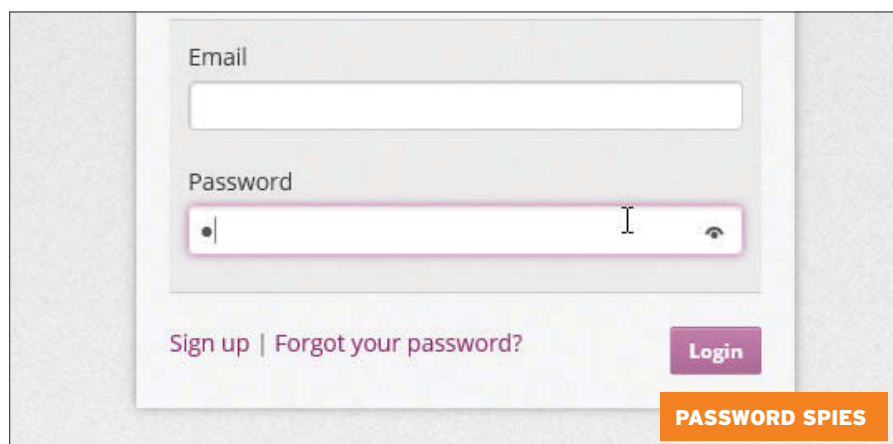 Email
Password
Sign up | Forgot your password?
Login
PASSWORD SPIES